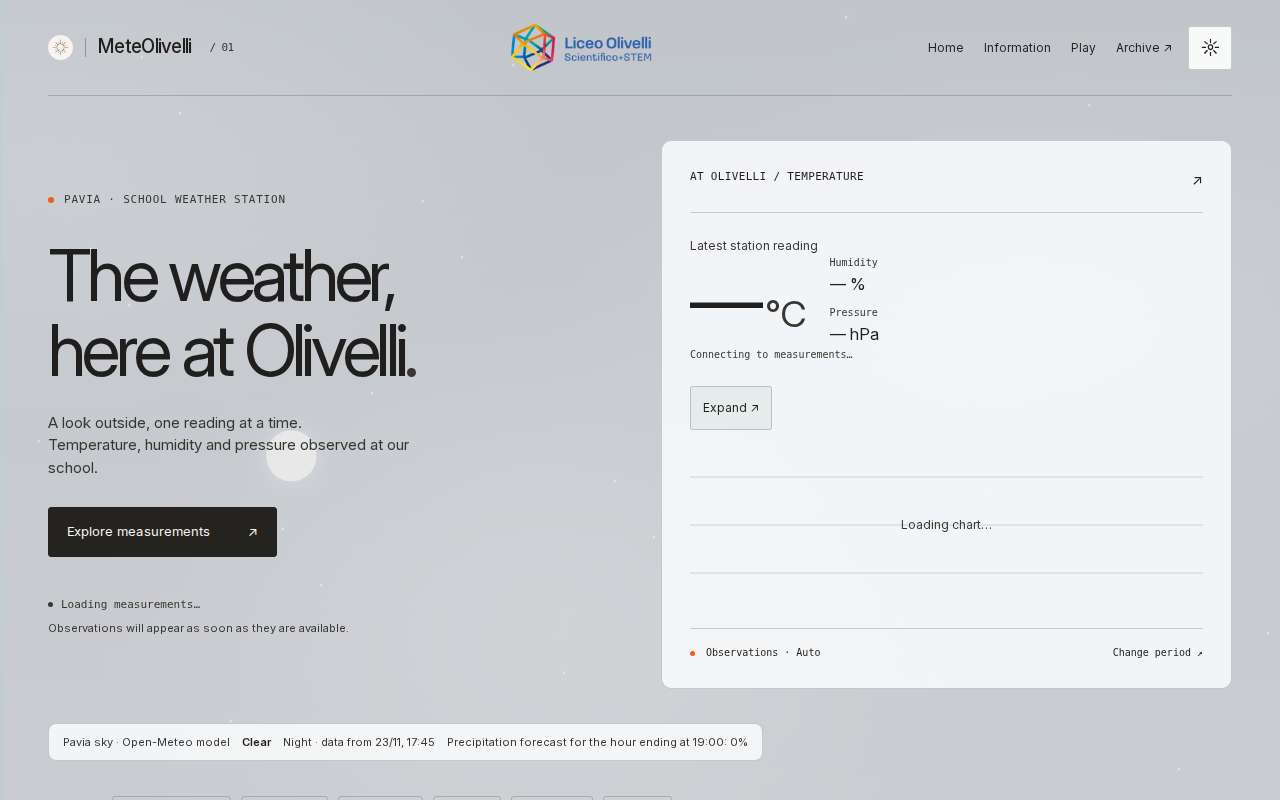 MeteOlivelli / 01
Liceo Olivelli
Scientifico+STEM
Home Information Play Archive ↗
PAVIA · SCHOOL WEATHER STATION
The weather,
here at Olivelli.
A look outside, one reading at a time.
Temperature, humidity and pressure observed at our
school.
Explore measurements ↗
Loading measurements…
Observations will appear as soon as they are available.
AT OLIVELLI / TEMPERATURE ↗
Latest station reading
— °C
Humidity
— %
Pressure
— hPa
Connecting to measurements…
Expand ↗
Loading chart…
Observations · Auto
Change period ↗
Pavia sky · Open-Meteo model Clear Night · data from 23/11, 17:45 Precipitation forecast for the hour ending at 19:00: 0%